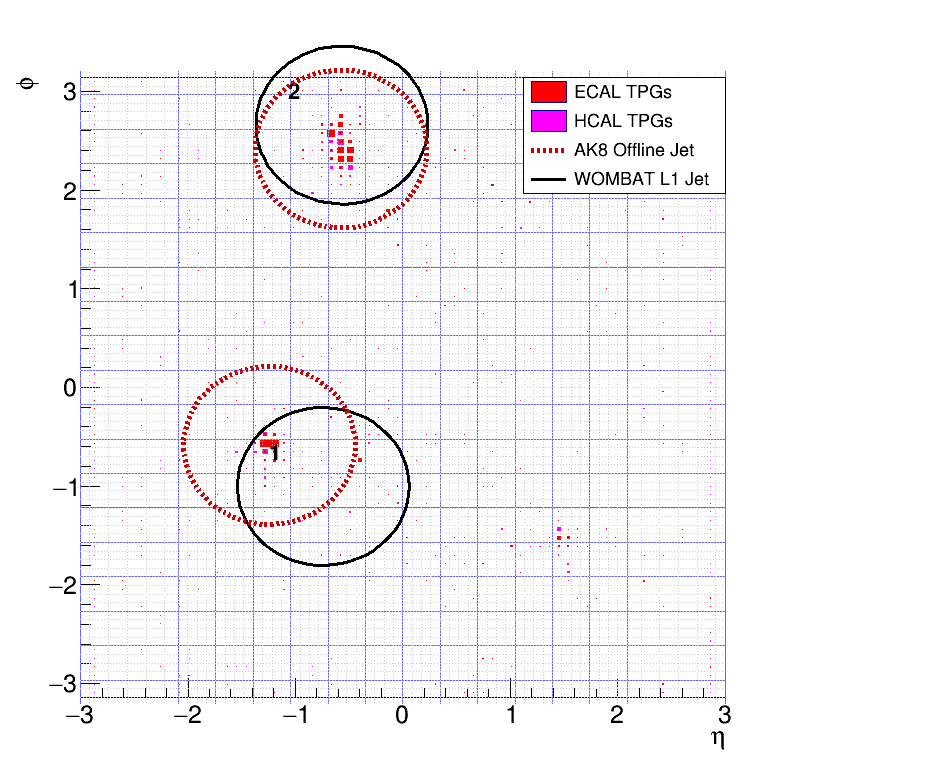 ϕ
3
2
1
0
−1
−2
−3
2
1
ECAL TPGs
HCAL TPGs
AK8 Offline Jet
WOMBAT L1 Jet
−3 −2 −1 0 1 2 3
η